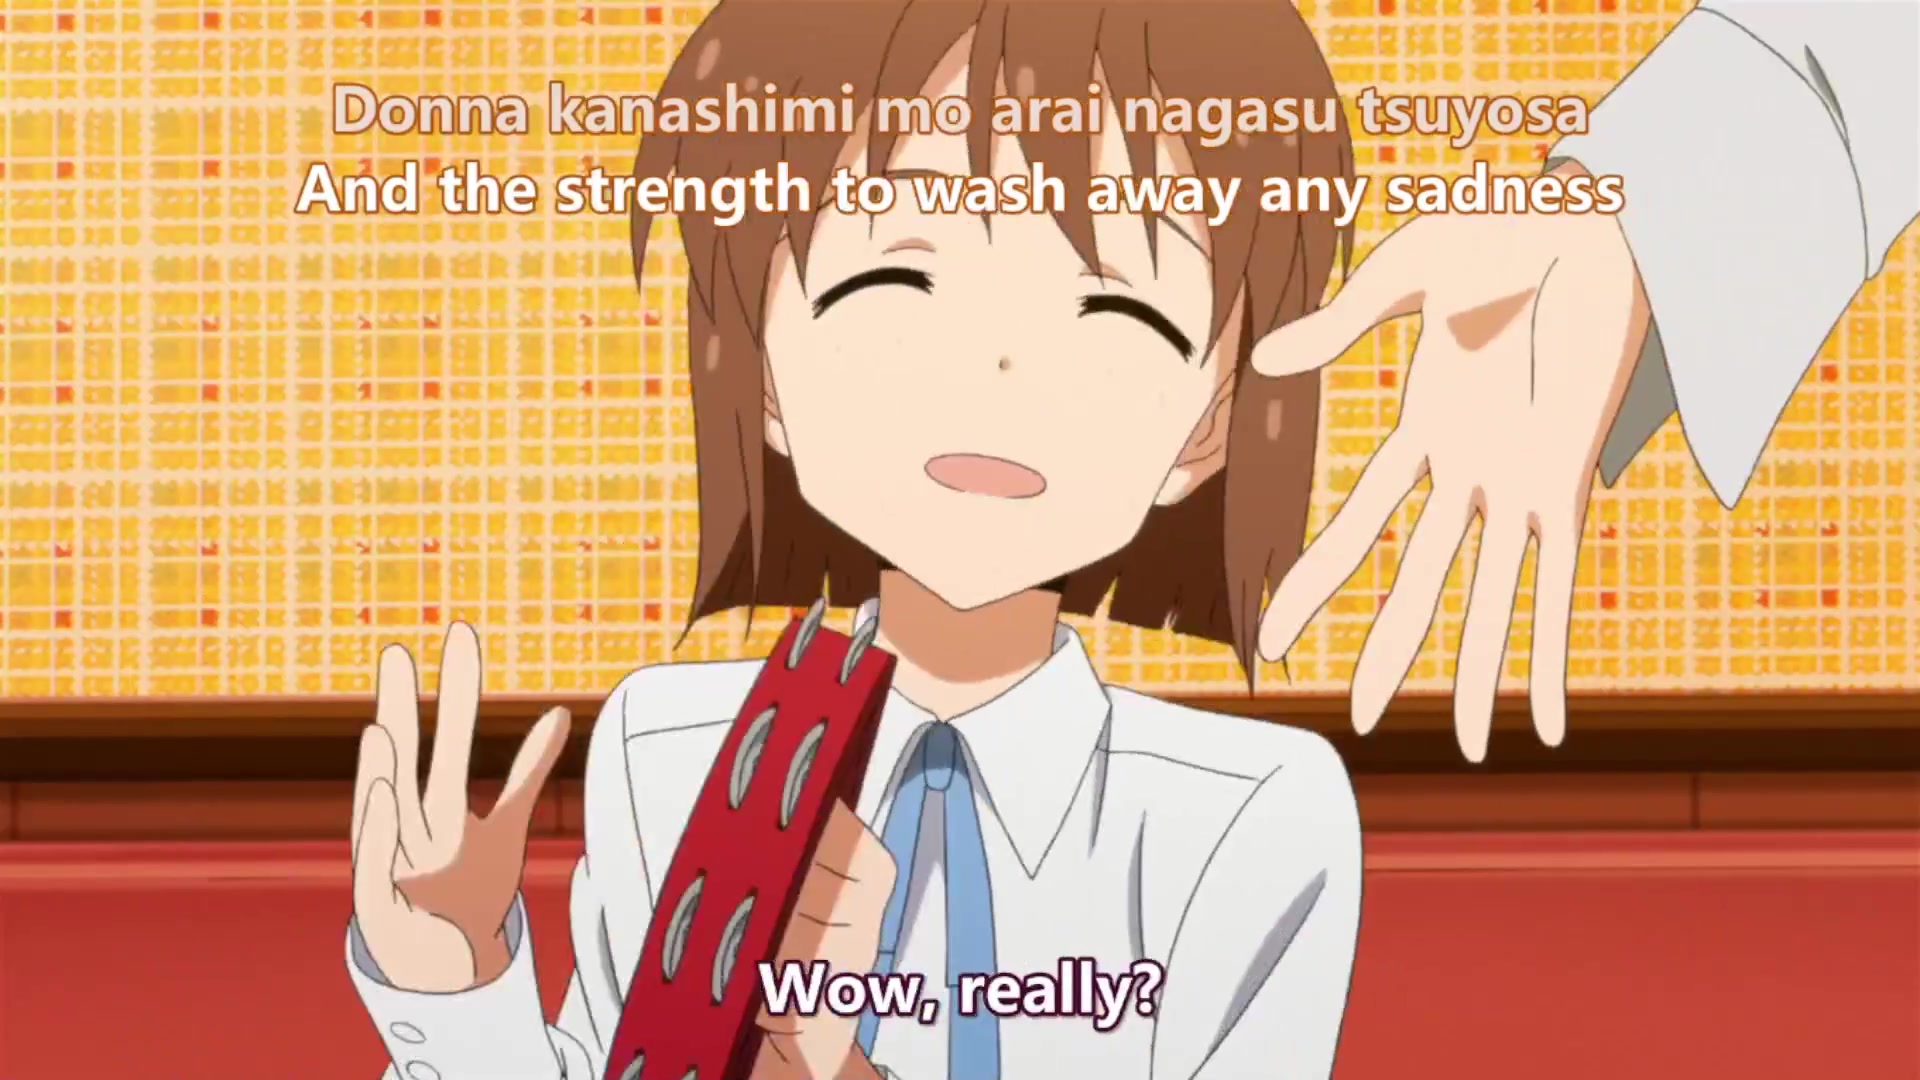 Donna kanashimi mo arai nagasu tsuyosa
And the strength to wash away any sadness
Wow, really?